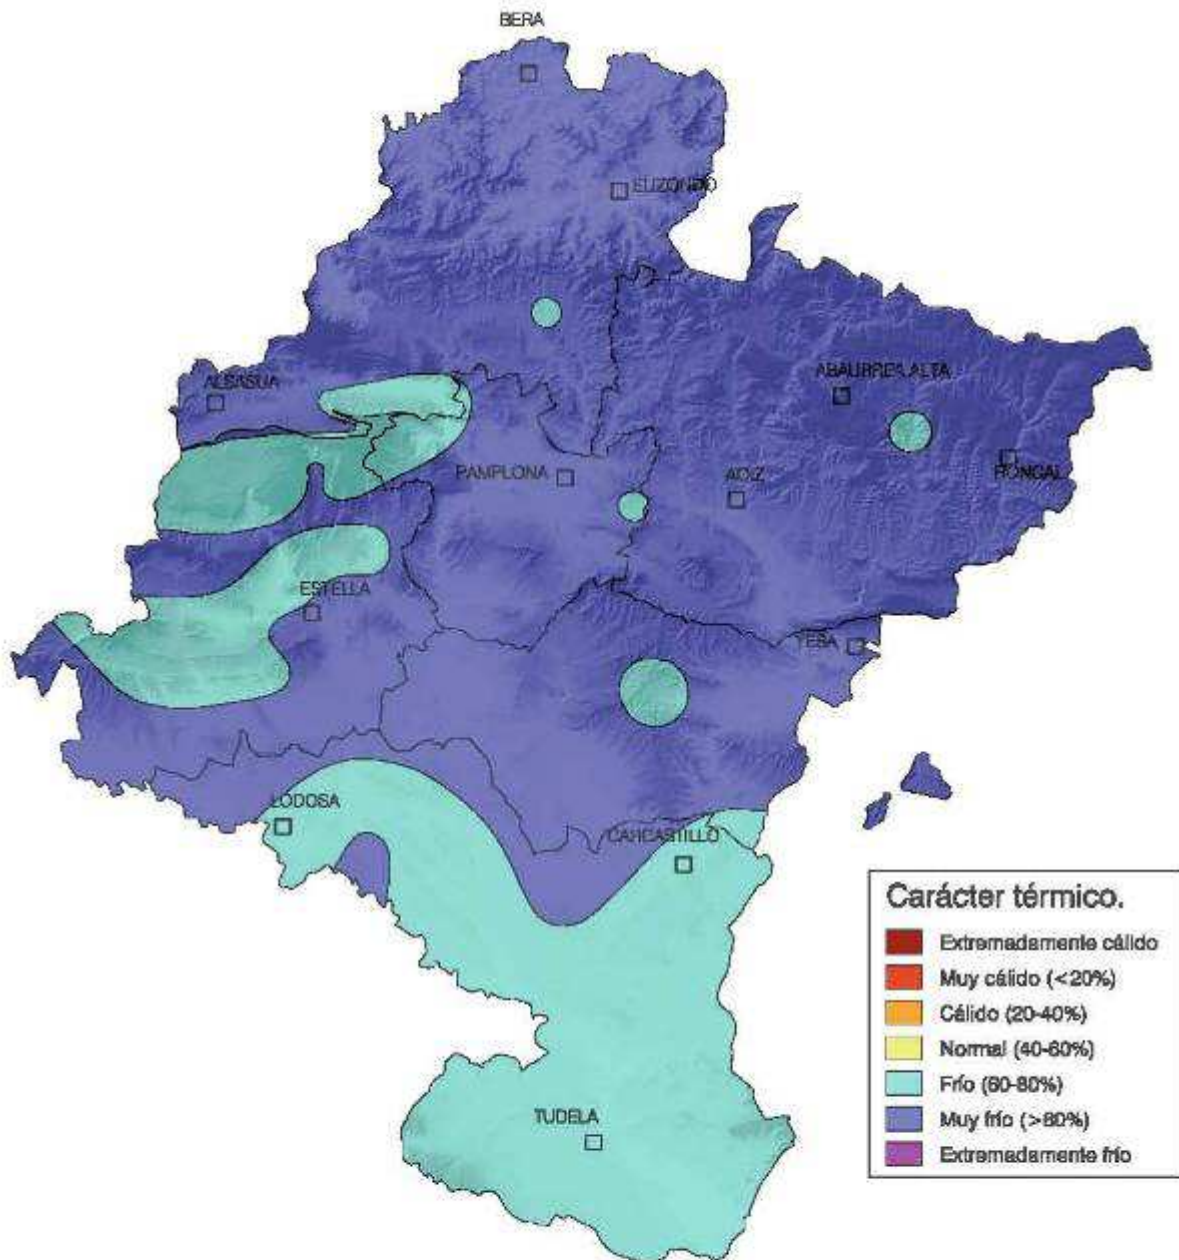 BERA
ELIZONDO
ALSASUA
ABAURREA ALTA
PAMPLONA
AOIZ
RONCAL
ESTELLA
YESA
LODOSA
CARCASTILLO
TUDELA
Carácter térmico.
Extremadamente cálido
Muy cálido (<20%)
Cálido (20-40%)
Normal (40-60%)
Frío (60-80%)
Muy frío (>80%)
Extremadamente frío